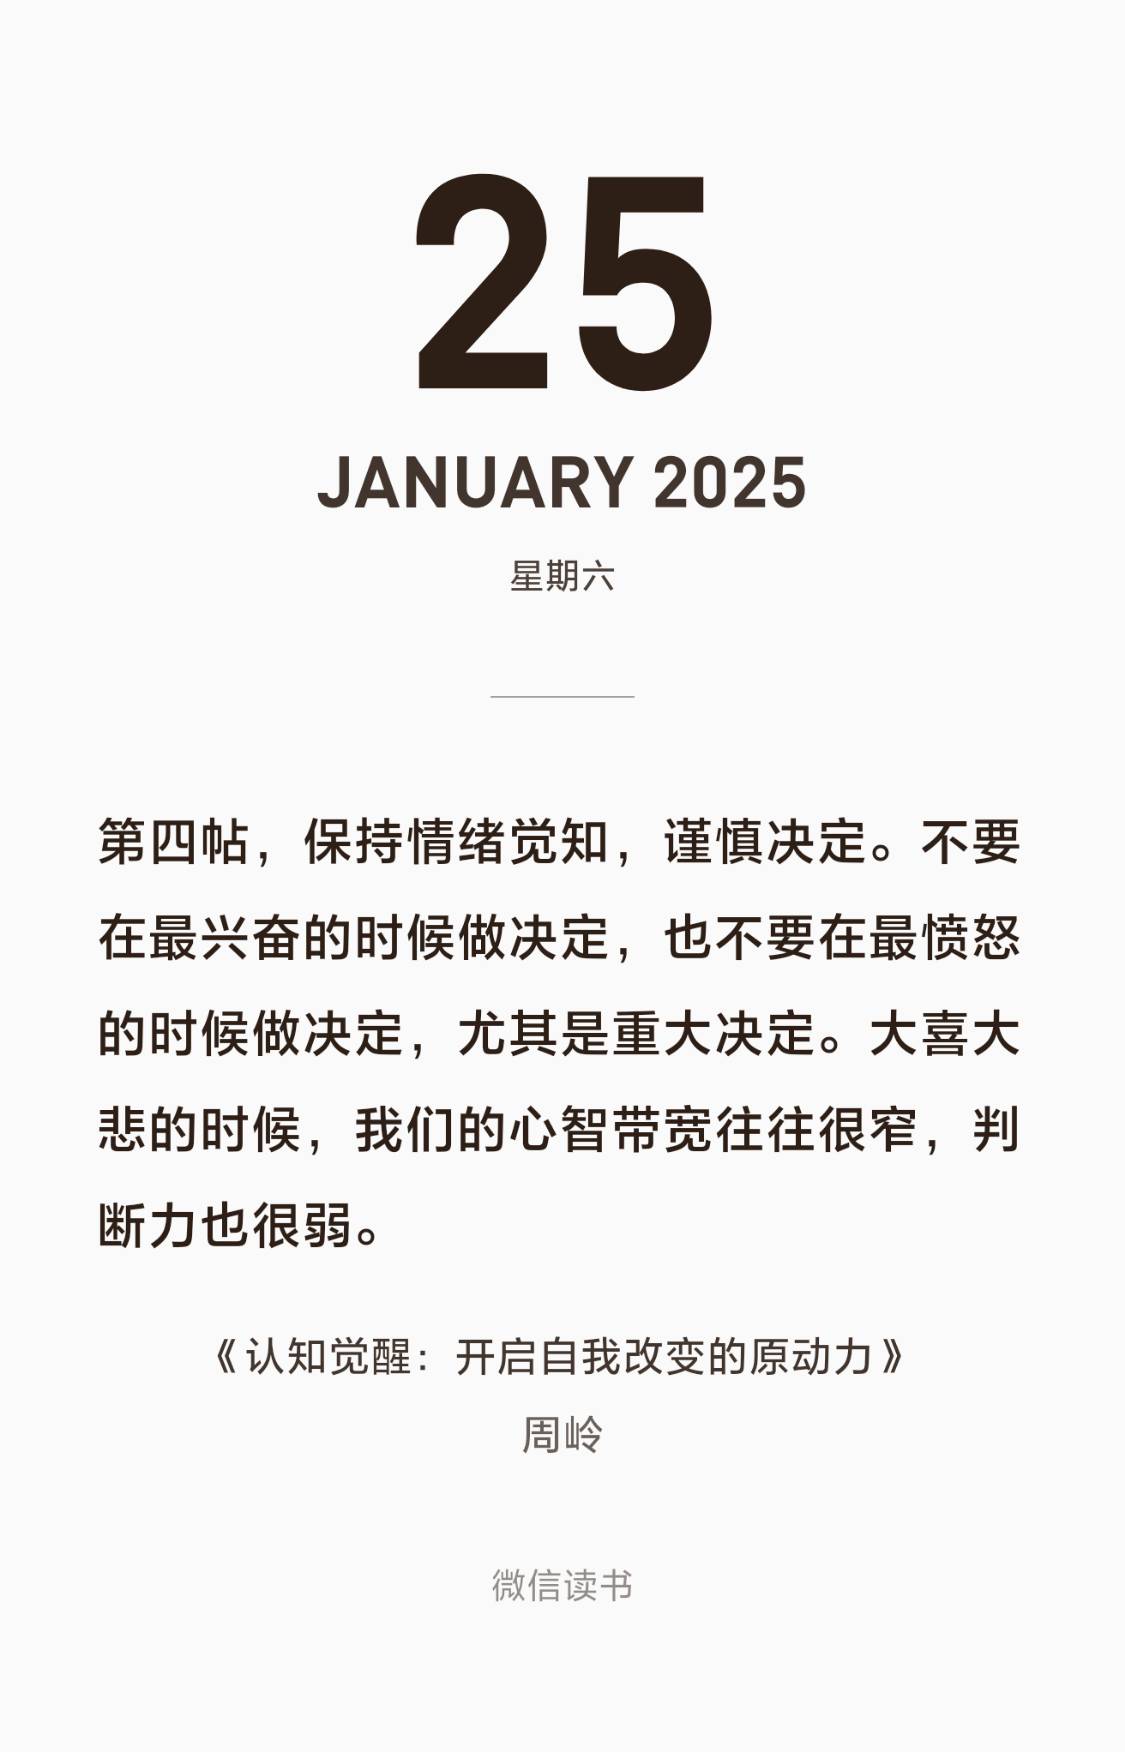 25
JANUARY 2025
星期六
第四帖，保持情绪觉知，谨慎决定。不要
在最兴奋的时候做决定，也不要在最愤怒
的时候做决定，尤其是重大决定。大喜大
悲的时候，我们的心智带宽往往很窄，判
断力也很弱。
《认知觉醒：开启自我改变的原动力》
周岭
微信读书